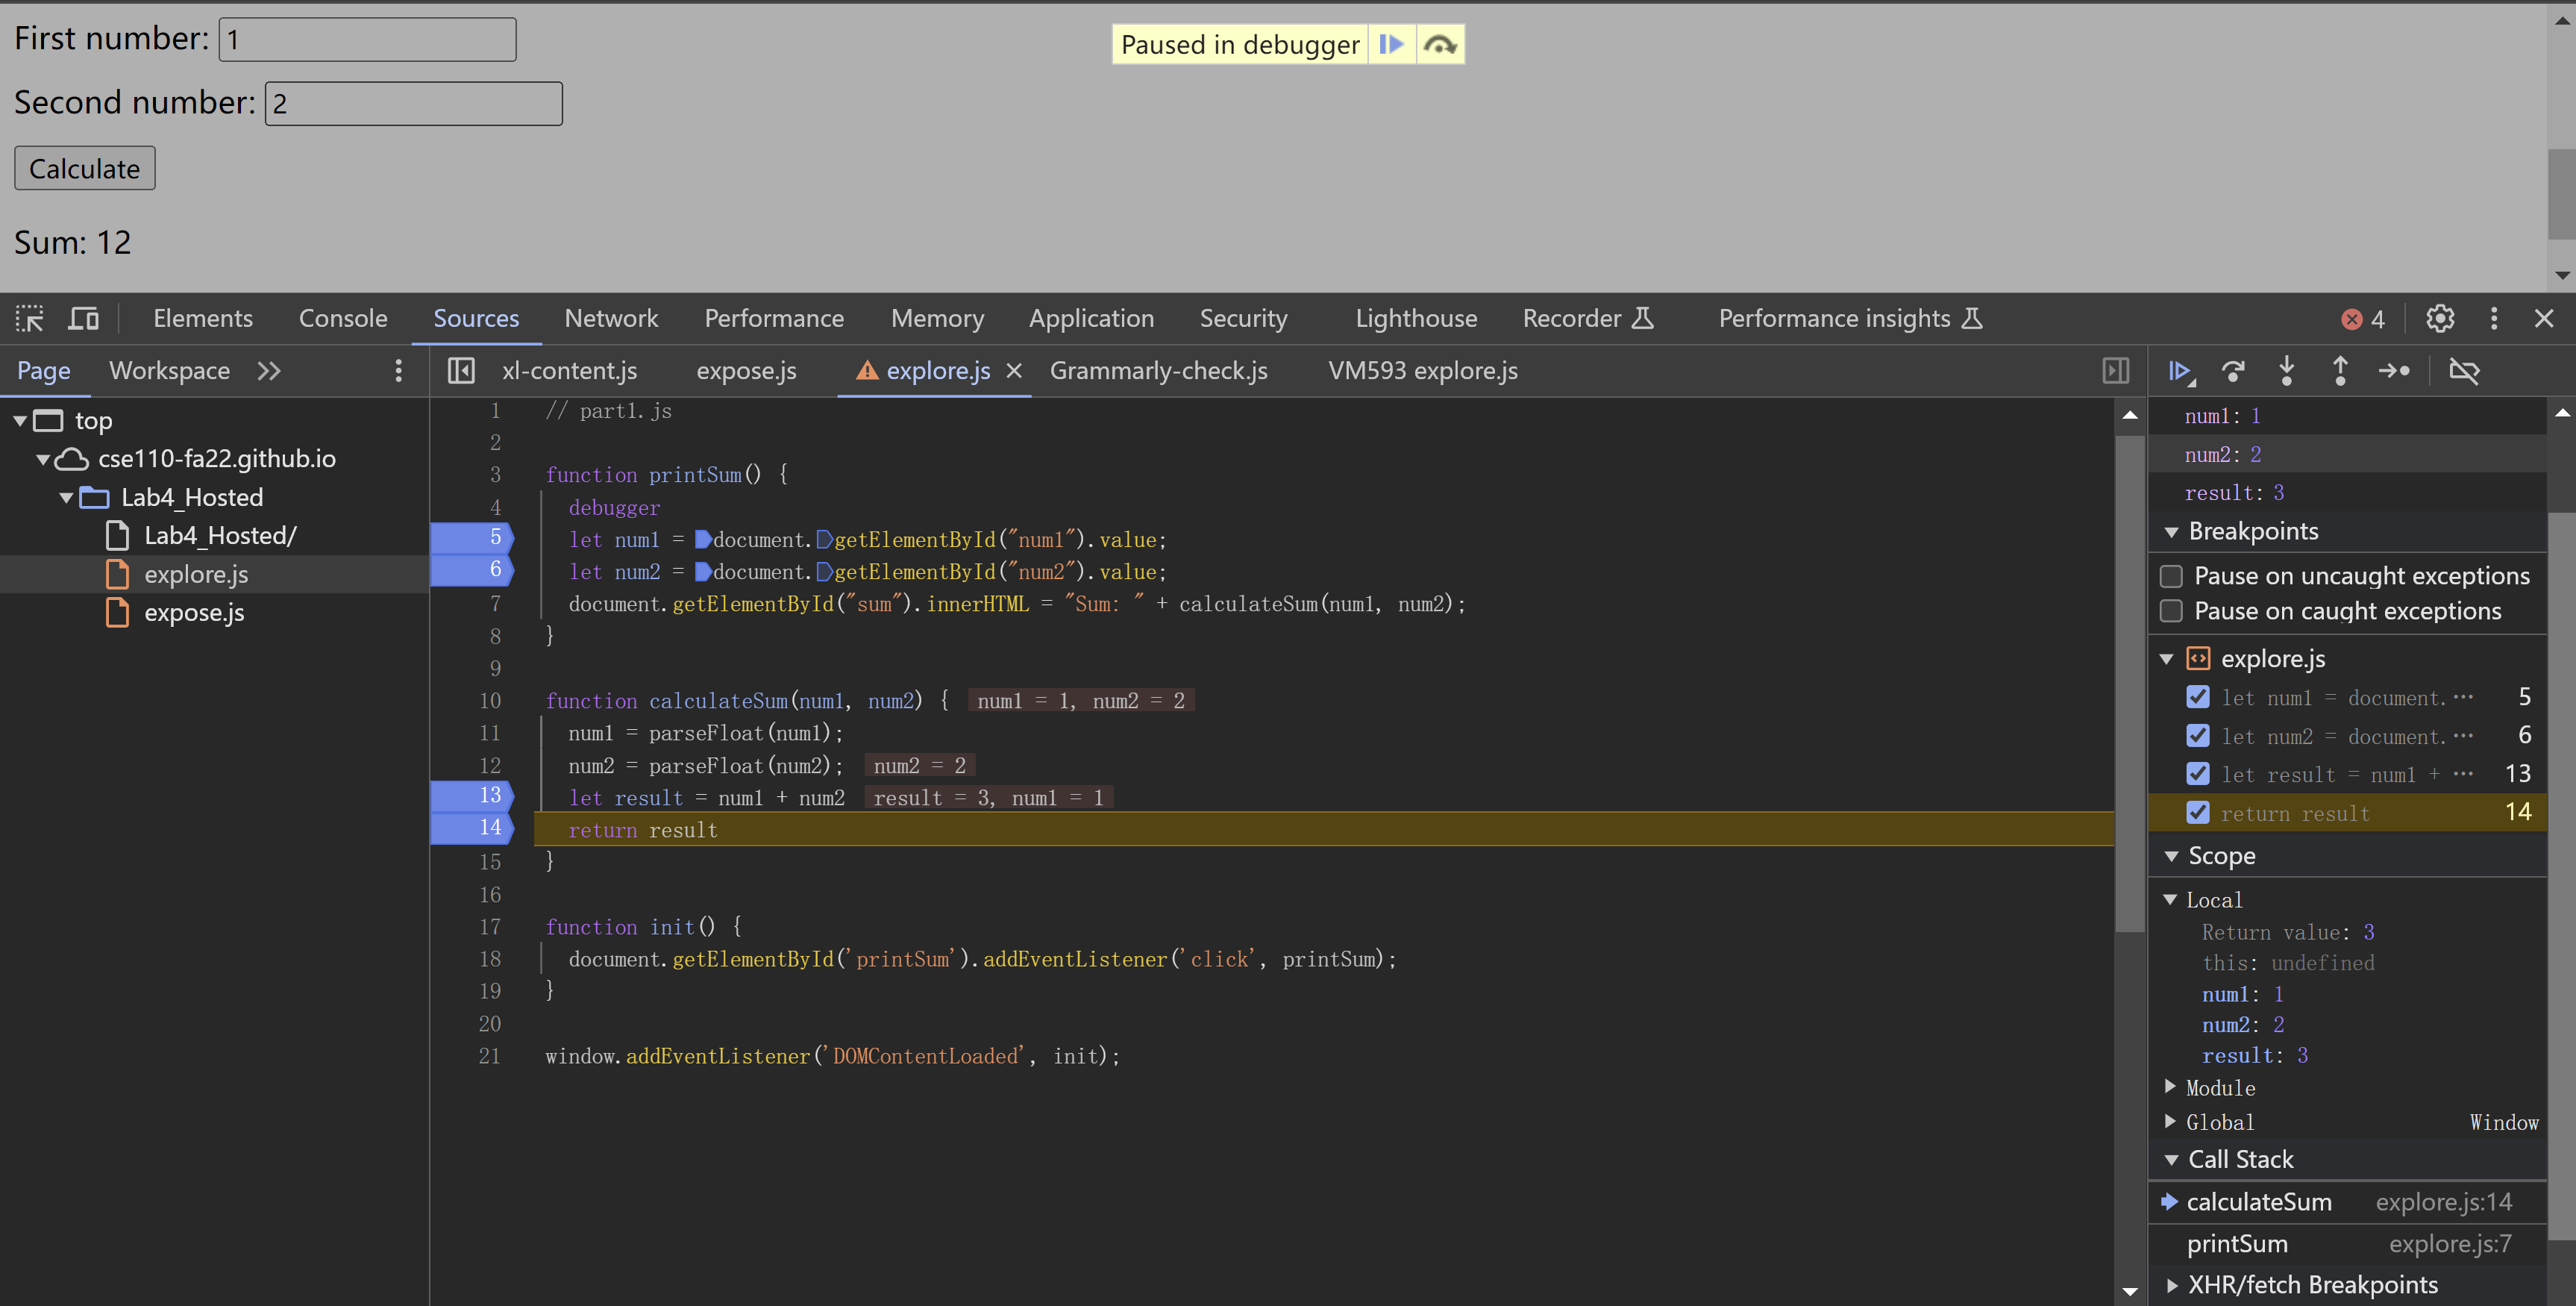 First number: 1
Paused in debugger
Second number: 2
Calculate
Sum: 12
Elements Console Sources Network Performance Memory Application Security Lighthouse Recorder Performance insights 4
Page Workspace
xl-content.js expose.js explore.js Grammarly-check.js VM593 explore.js
top
cse110-fa22.github.io
Lab4_Hosted
Lab4_Hosted/
explore.js
expose.js
1 // part1.js
2
3 function printSum() {
4 debugger
5 let num1 = document.getElementById("num1").value;
6 let num2 = document.getElementById("num2").value;
7 document.getElementById("sum").innerHTML = "Sum: " + calculateSum(num1, num2);
8 }
9
10 function calculateSum(num1, num2) { num1 = 1, num2 = 2
11 num1 = parseFloat(num1);
12 num2 = parseFloat(num2); num2 = 2
13 let result = num1 + num2 result = 3, num1 = 1
14 return result
15 }
16
17 function init() {
18 document.getElementById('printSum').addEventListener('click', printSum);
19 }
20
21 window.addEventListener('DOMContentLoaded', init);
num1: 1
num2: 2
result: 3
Breakpoints
Pause on uncaught exceptions
Pause on caught exceptions
explore.js
let num1 = document.… 5
let num2 = document.… 6
let result = num1 + … 13
return result 14
Scope
Local
Return value: 3
this: undefined
num1: 1
num2: 2
result: 3
Module
Global Window
Call Stack
calculateSum explore.js:14
printSum explore.js:7
XHR/fetch Breakpoints